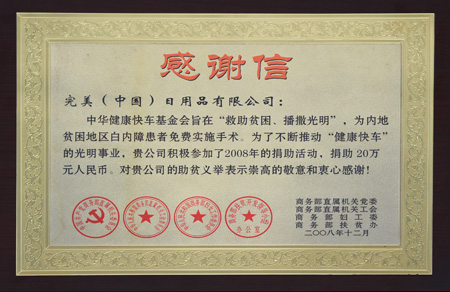 感谢信
完美（中国）日用品有限公司：
中华健康快车基金会旨在“救助贫困、播撒光明”，为内地
贫困地区白内障患者免费实施手术。为了不断推动“健康快车”
的光明事业，贵公司积极参加了2008年的捐助活动，捐助20万
元人民币。对贵公司的助贫义举表示崇高的敬意和衷心感谢！
商务部直属机关党委
商务部直属机关工会
商务部妇工委
商务部扶贫办
二〇〇八年十二月
办公室